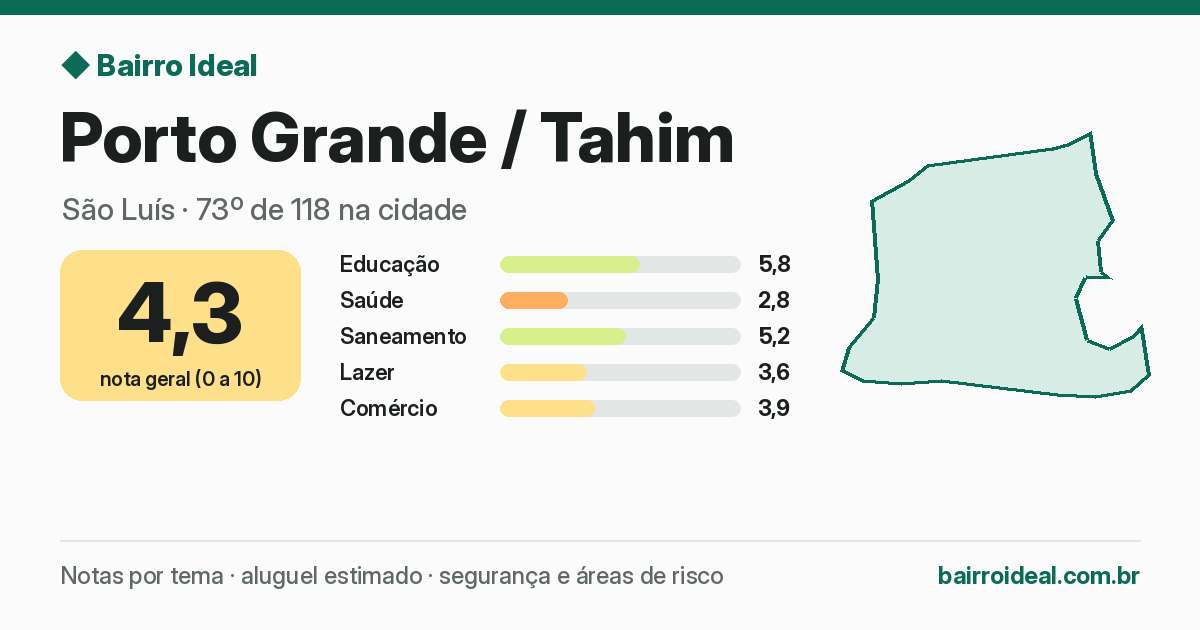 Bairro Ideal
Porto Grande / Tahim
São Luís · 73º de 118 na cidade
4,3
nota geral (0 a 10)
Educação 5,8
Saúde 2,8
Saneamento 5,2
Lazer 3,6
Comércio 3,9
Notas por tema · aluguel estimado · segurança e áreas de risco
bairroideal.com.br